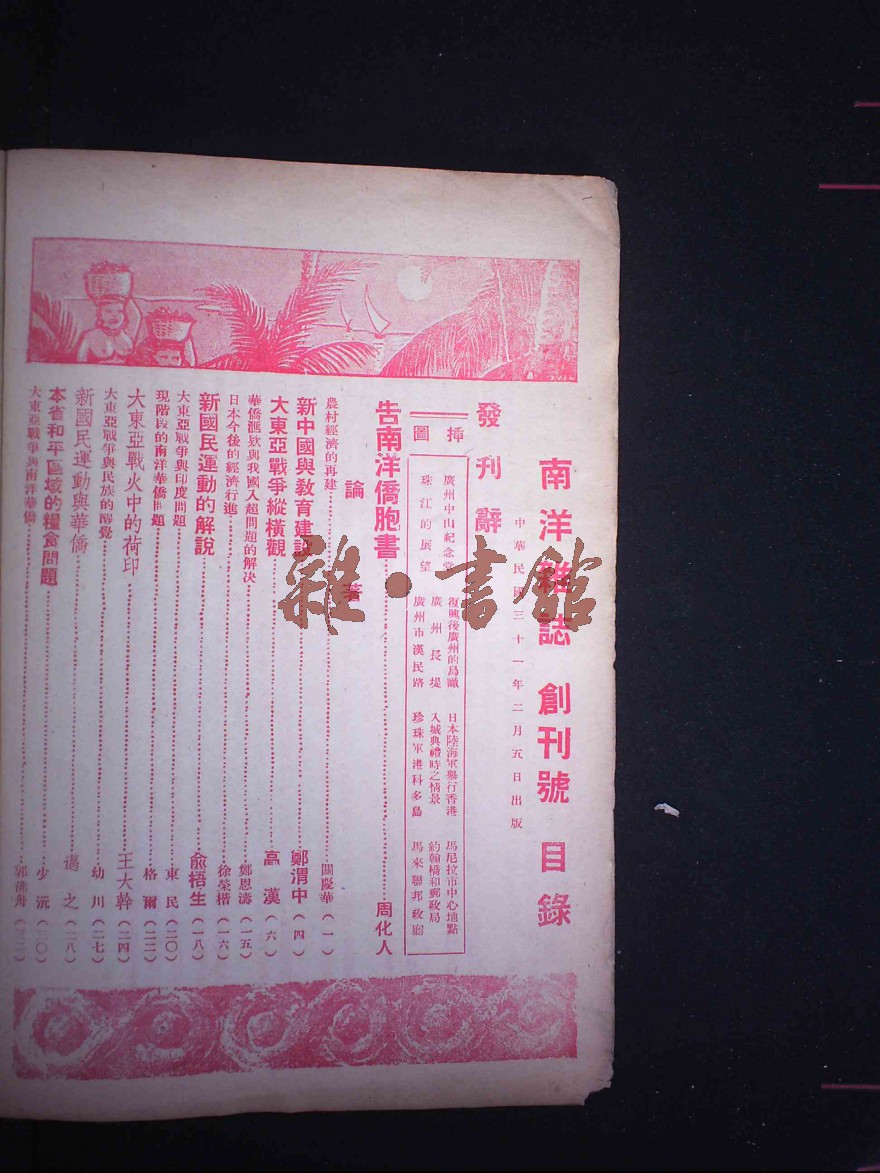 南洋雜誌 創刊號 目錄
中華民國三十一年二月五日出版
發刊辭
插圖
廣州中山紀念堂 復興後廣州的鳥瞰 日本陸海軍舉行香港 馬尼拉市中心地點
珠江的展望 廣州長堤 入城典禮時之情景 約翰橋和郵政局
廣州市漢民路 珍珠軍港科多島 馬來聯邦政廳
告南洋僑胞書 周化人
論著
農村經濟的再建 關慶華(一)
新中國與教育建設 鄭渭中(四)
大東亞戰爭縱橫觀 高漢(六)
華僑滙欵與我國入超問題的解决 鄭恩濤(一五)
日本今後的經濟行進 徐榮楷(一六)
新國民運動的解說 兪梧生(一八)
大東亞戰爭與印度問題 東民(二〇)
現階段的南洋華僑問題 格爾(二二)
大東亞戰火中的荷印 王大幹(二四)
大東亞戰爭與民族的醒覺 幼川(二七)
新國民運動與華僑 邁之(二八)
本省和平區域的糧食問題 少沅(三〇)
大東亞戰爭與南洋華僑 郭佛舟(三二)
雜·書館